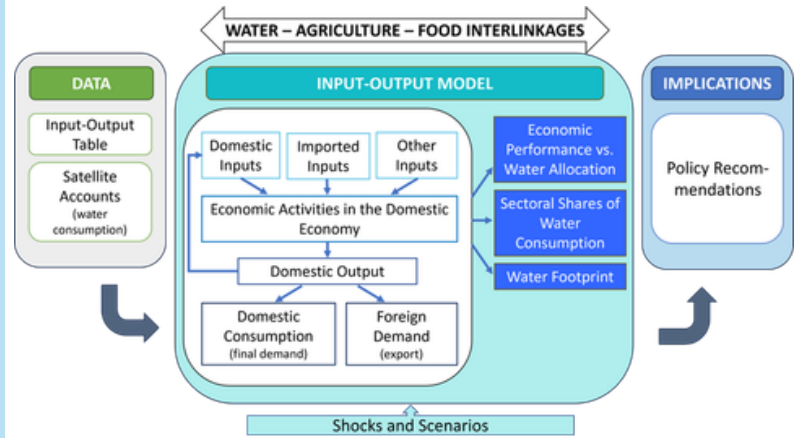 WATER – AGRICULTURE – FOOD INTERLINKAGES
DATA
Input-Output
Table
Satellite
Accounts
(water
consumption)
INPUT-OUTPUT MODEL
Domestic
Inputs
Imported
Inputs
Other
Inputs
Economic Activities in the Domestic
Economy
Domestic Output
Domestic
Consumption
(final demand)
Foreign
Demand
(export)
Economic
Performance vs.
Water Allocation
Sectoral Shares of
Water
Consumption
Water Footprint
IMPLICATIONS
Policy Recom-
mendations
Shocks and Scenarios